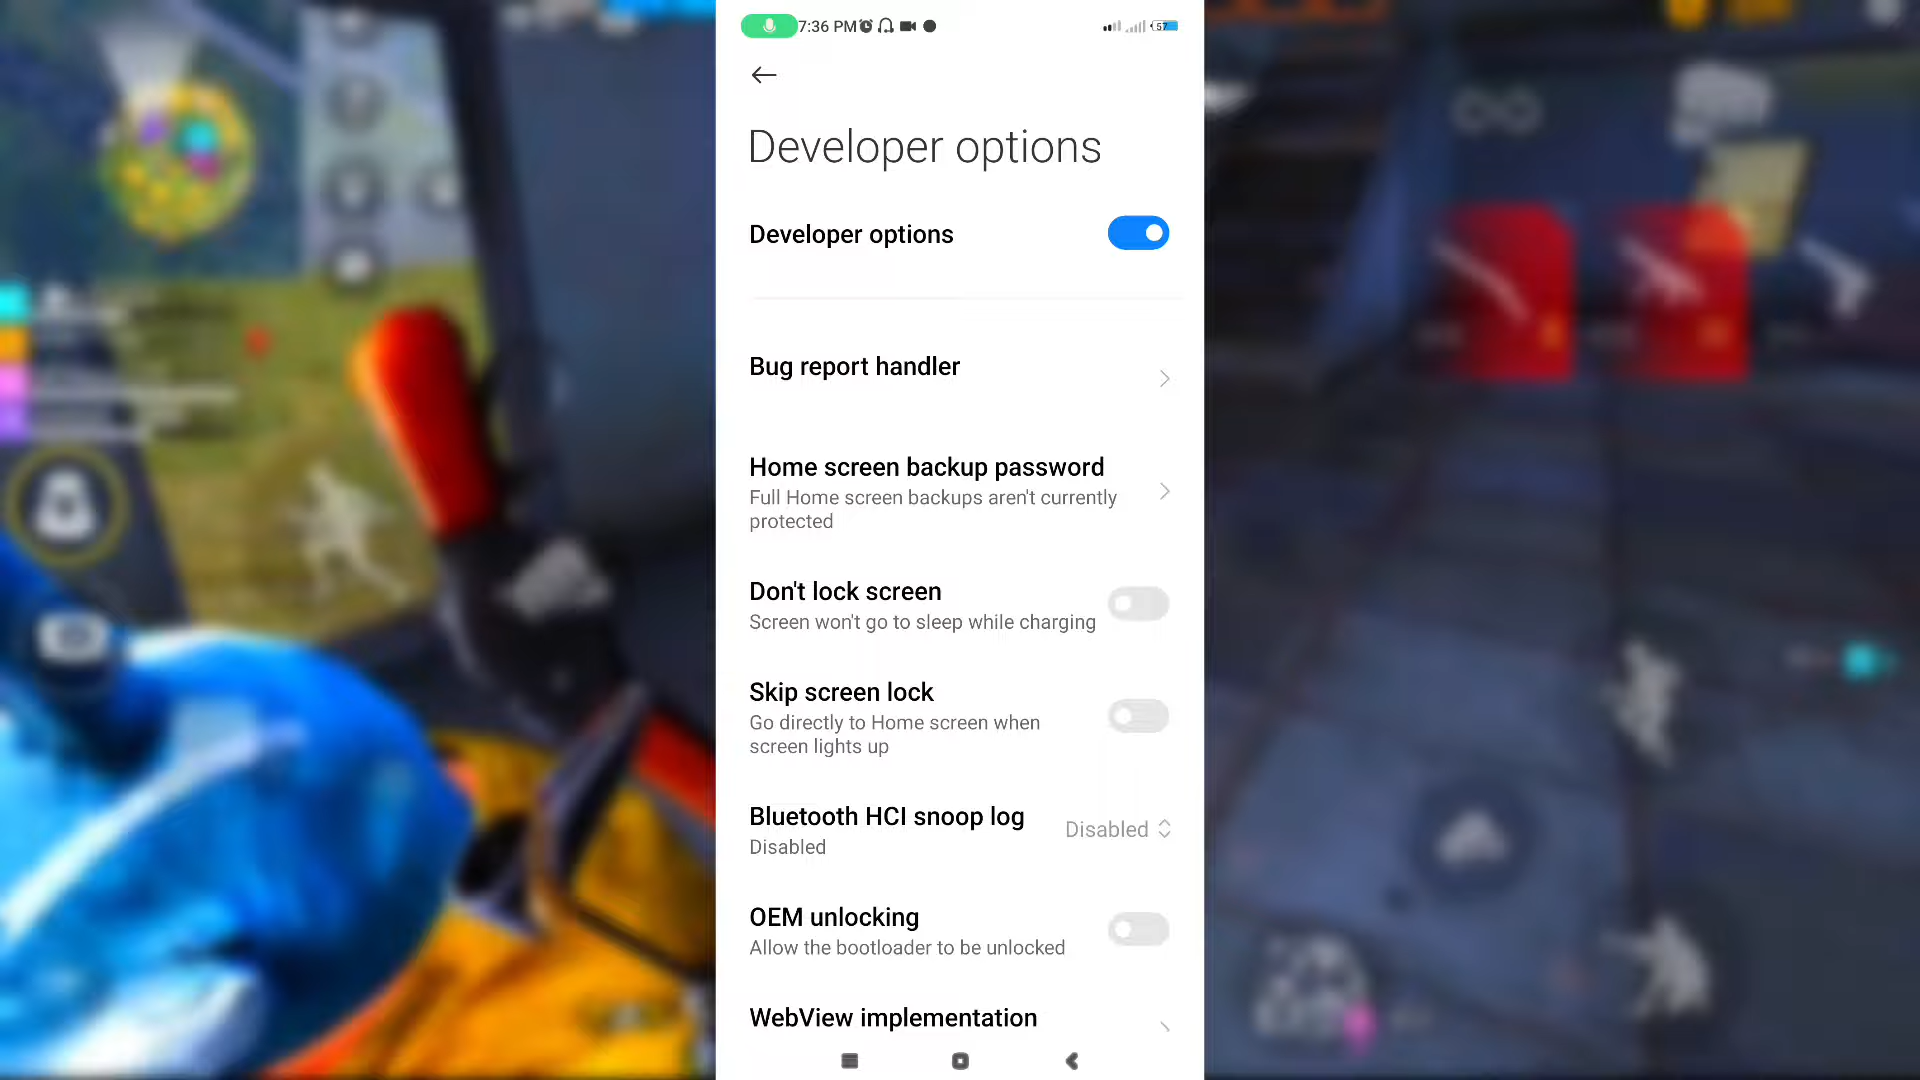 7:36 PM
57
Developer options
Developer options
Bug report handler
Home screen backup password
Full Home screen backups aren't currently
protected
Don't lock screen
Screen won't go to sleep while charging
Skip screen lock
Go directly to Home screen when
screen lights up
Bluetooth HCI snoop log
Disabled
Disabled
OEM unlocking
Allow the bootloader to be unlocked
WebView implementation